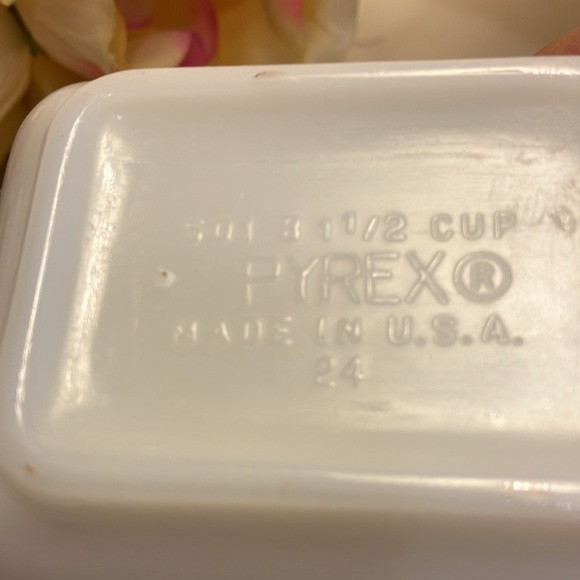 501 B 1 1/2 CUP
PYREX®
MADE IN U.S.A.
24